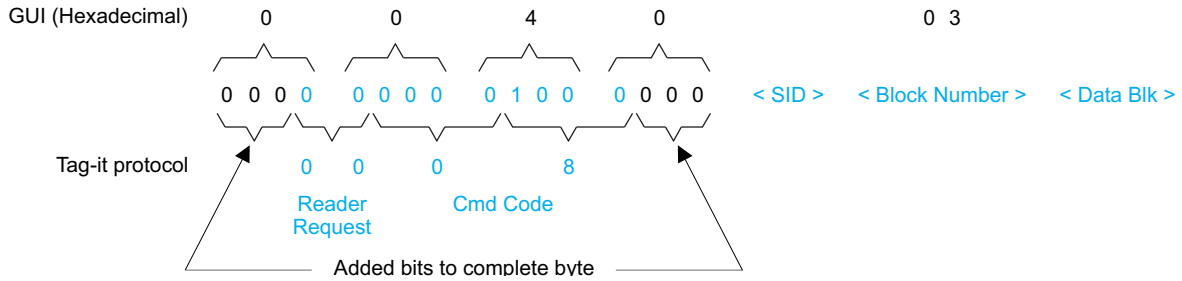 GUI (Hexadecimal) 0 0 4 0 0 3
0 0 0 0 0 0 0 0 0 1 0 0 0 0 0 0 < SID > < Block Number > < Data Blk >
Tag-it protocol 0 0 0 8
Reader Cmd Code
Request
Added bits to complete byte